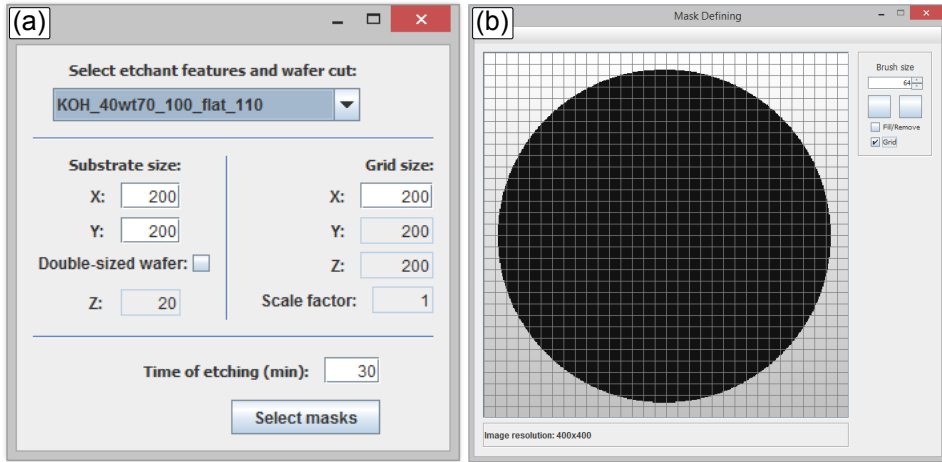 (a)
Select etchant features and wafer cut:
KOH_40wt70_100_flat_110
Substrate size:
X: 200
Y: 200
Double-sized wafer:
Z: 20
Grid size:
X: 200
Y: 200
Z: 200
Scale factor: 1
Time of etching (min): 30
Select masks
(b)
Mask Defining
Brush size
64
Fill/Remove
Grid
Image resolution: 400x400